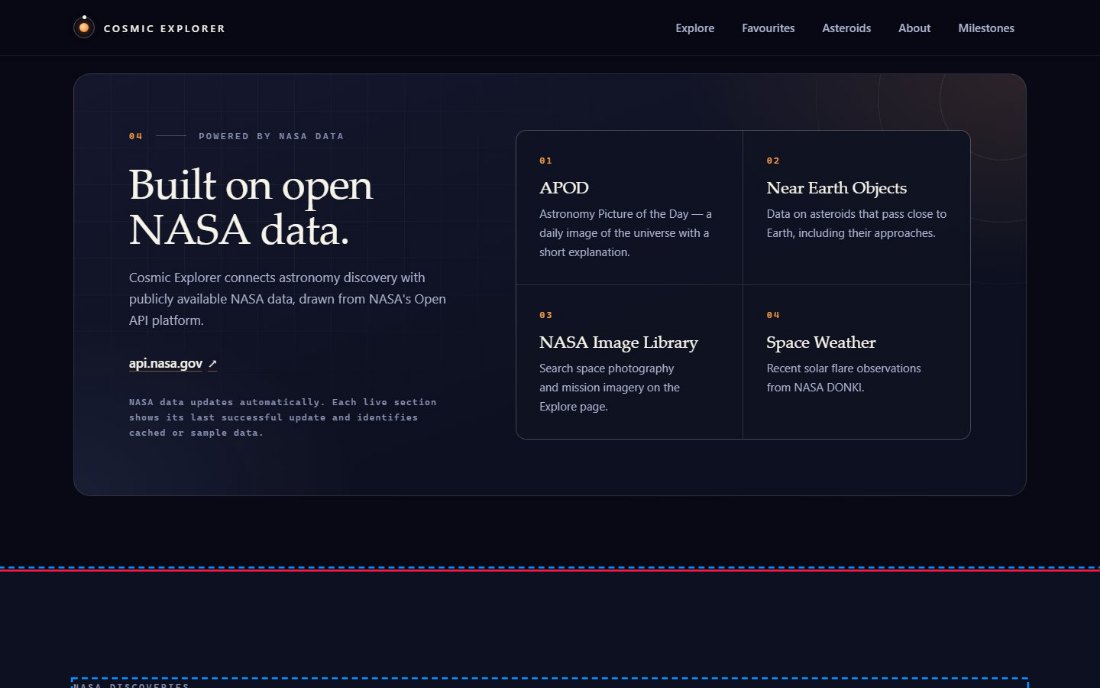 COSMIC EXPLORER
Explore
Favourites
Asteroids
About
Milestones
04
POWERED BY NASA DATA
Built on open
NASA data.
Cosmic Explorer connects astronomy discovery with
publicly available NASA data, drawn from NASA's Open
API platform.
api.nasa.gov ↗
NASA data updates automatically. Each live section
shows its last successful update and identifies
cached or sample data.
01
APOD
Astronomy Picture of the Day — a
daily image of the universe with a
short explanation.
02
Near Earth Objects
Data on asteroids that pass close to
Earth, including their approaches.
03
NASA Image Library
Search space photography
and mission imagery on the
Explore page.
04
Space Weather
Recent solar flare observations
from NASA DONKI.
NASA DISCOVERIES